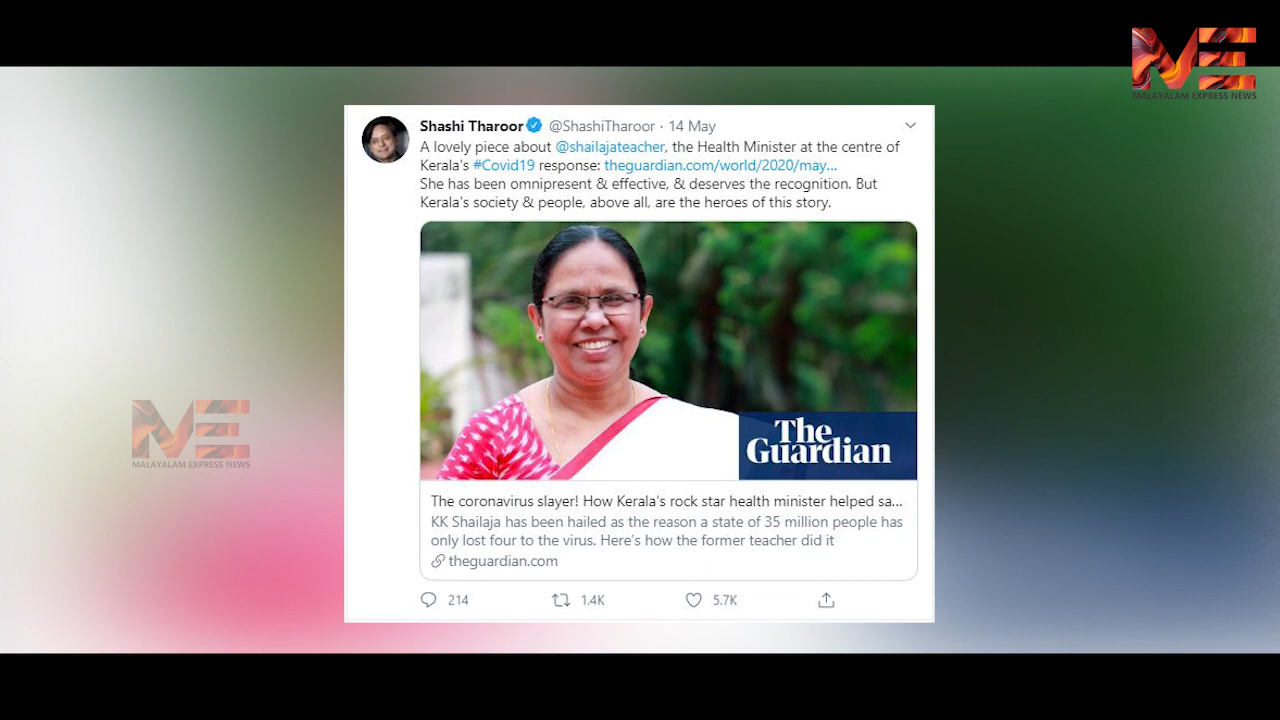 ME
MALAYALAM EXPRESS NEWS
Shashi Tharoor @ShashiTharoor · 14 May
A lovely piece about @shailajateacher, the Health Minister at the centre of
Kerala's #Covid19 response: theguardian.com/world/2020/may...
She has been omnipresent & effective, & deserves the recognition. But
Kerala's society & people, above all, are the heroes of this story.
The
Guardian
ME
MALAYALAM EXPRESS NEWS
The coronavirus slayer! How Kerala's rock star health minister helped sa...
KK Shailaja has been hailed as the reason a state of 35 million people has
only lost four to the virus. Here's how the former teacher did it
theguardian.com
214 1.4K 5.7K